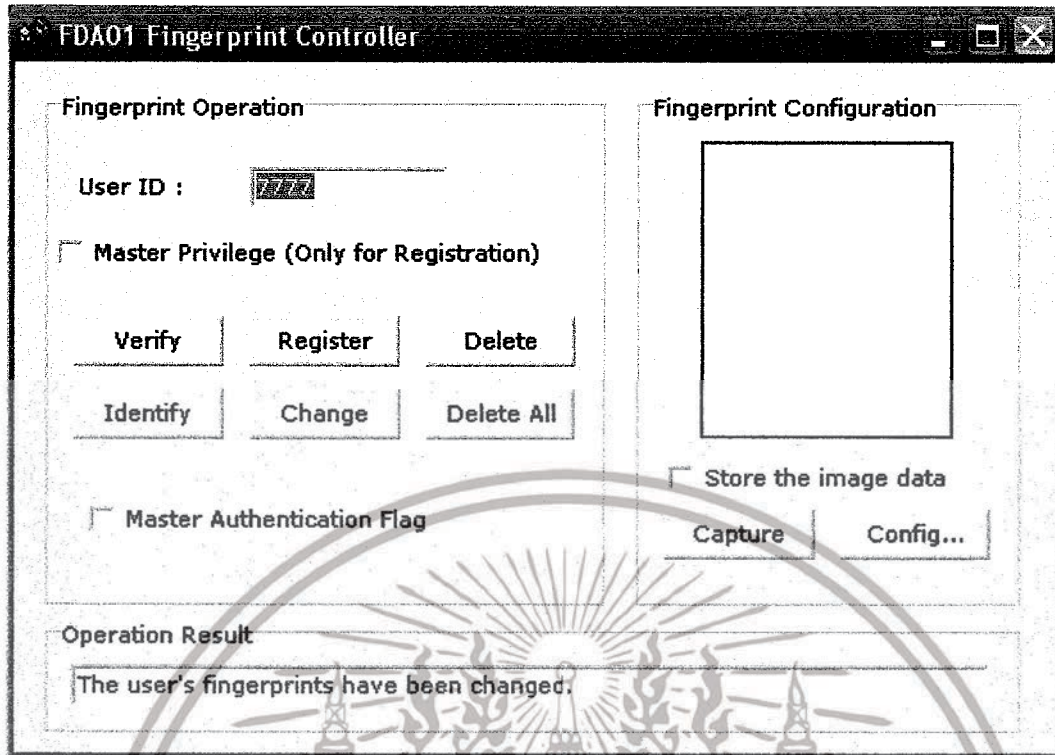 FDA01 Fingerprint Controller
Fingerprint Operation
User ID :
7777
Master Privilege (Only for Registration)
Verify
Register
Delete
Identify
Change
Delete All
Master Authentication Flag
Fingerprint Configuration
Store the image data
Capture
Config...
Operation Result
The user's fingerprints have been changed.